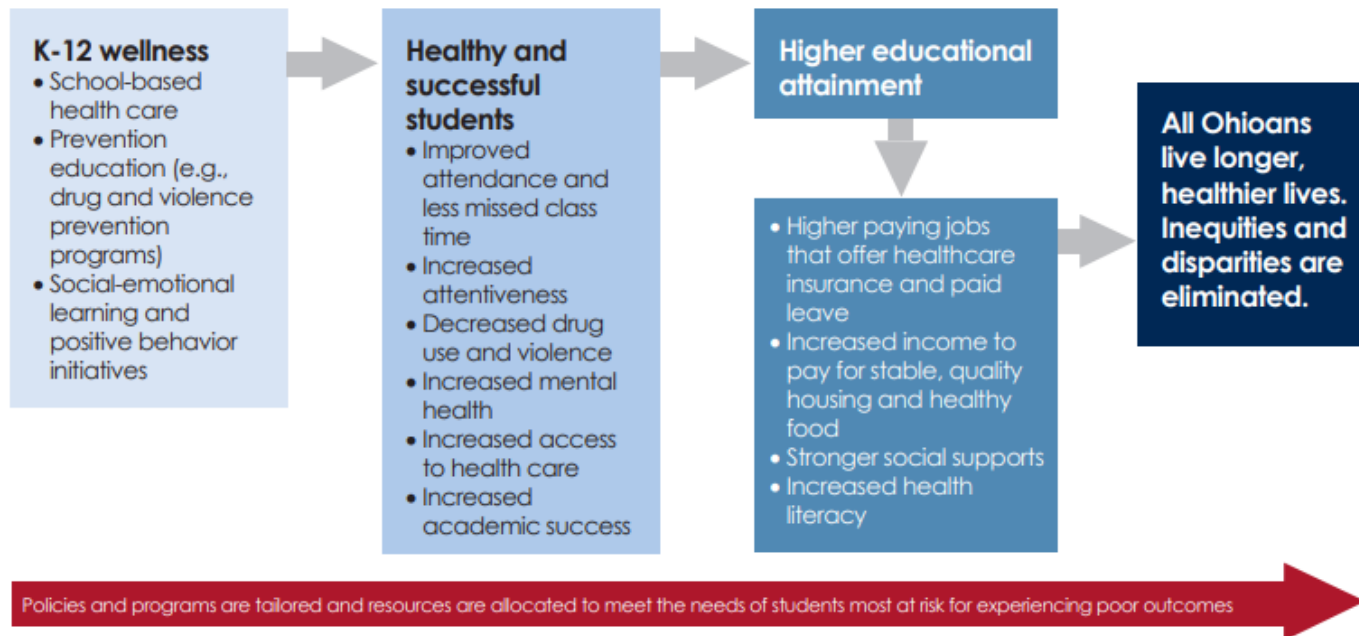 K-12 wellness
• School-based
health care
• Prevention
education (e.g.,
drug and violence
prevention
programs)
• Social-emotional
learning and
positive behavior
initiatives
Healthy and
successful
students
• Improved
attendance and
less missed class
time
• Increased
attentiveness
• Decreased drug
use and violence
• Increased mental
health
• Increased access
to health care
• Increased
academic success
Higher educational
attainment
• Higher paying jobs
that offer healthcare
insurance and paid
leave
• Increased income to
pay for stable, quality
housing and healthy
food
• Stronger social supports
• Increased health
literacy
All Ohioans
live longer,
healthier lives.
Inequities and
disparities are
eliminated.
Policies and programs are tailored and resources are allocated to meet the needs of students most at risk for experiencing poor outcomes